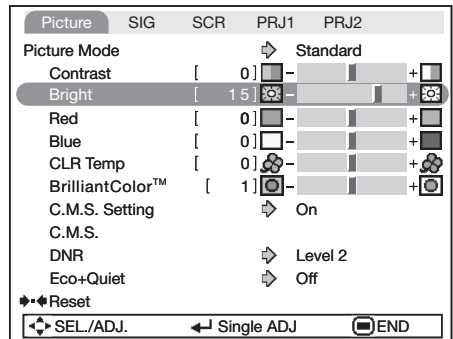 Picture SIG SCR PRJ1 PRJ2
Picture Mode Standard
Contrast [ 0] - +
Bright [ 15] - +
Red [ 0] - +
Blue [ 0] - +
CLR Temp [ 0] - +
BrilliantColor™ [ 1] - +
C.M.S. Setting On
C.M.S.
DNR Level 2
Eco+Quiet Off
Reset
SEL./ADJ. Single ADJ END